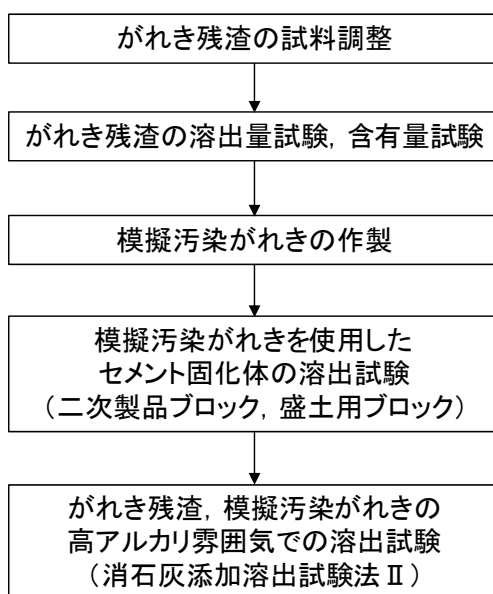 がれき残渣の試料調整
がれき残渣の溶出量試験，含有量試験
模擬汚染がれきの作製
模擬汚染がれきを使用した
セメント固化体の溶出試験
（二次製品ブロック，盛土用ブロック）
がれき残渣，模擬汚染がれきの
高アルカリ雰囲気での溶出試験
（消石灰添加溶出試験法Ⅱ）